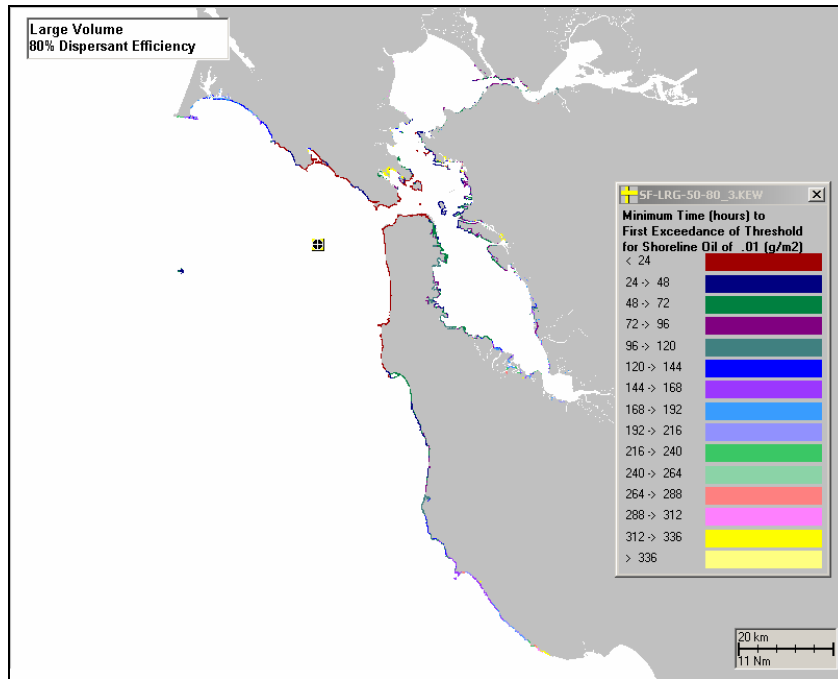 Large Volume
80% Dispersant Efficiency
SF-LRG-50-80_3.KEW
Minimum Time (hours) to
First Exceedance of Threshold
for Shoreline Oil of .01 (g/m2)
< 24
24 -> 48
48 -> 72
72 -> 96
96 -> 120
120 -> 144
144 -> 168
168 -> 192
192 -> 216
216 -> 240
240 -> 264
264 -> 288
288 -> 312
312 -> 336
> 336
20 km
11 Nm